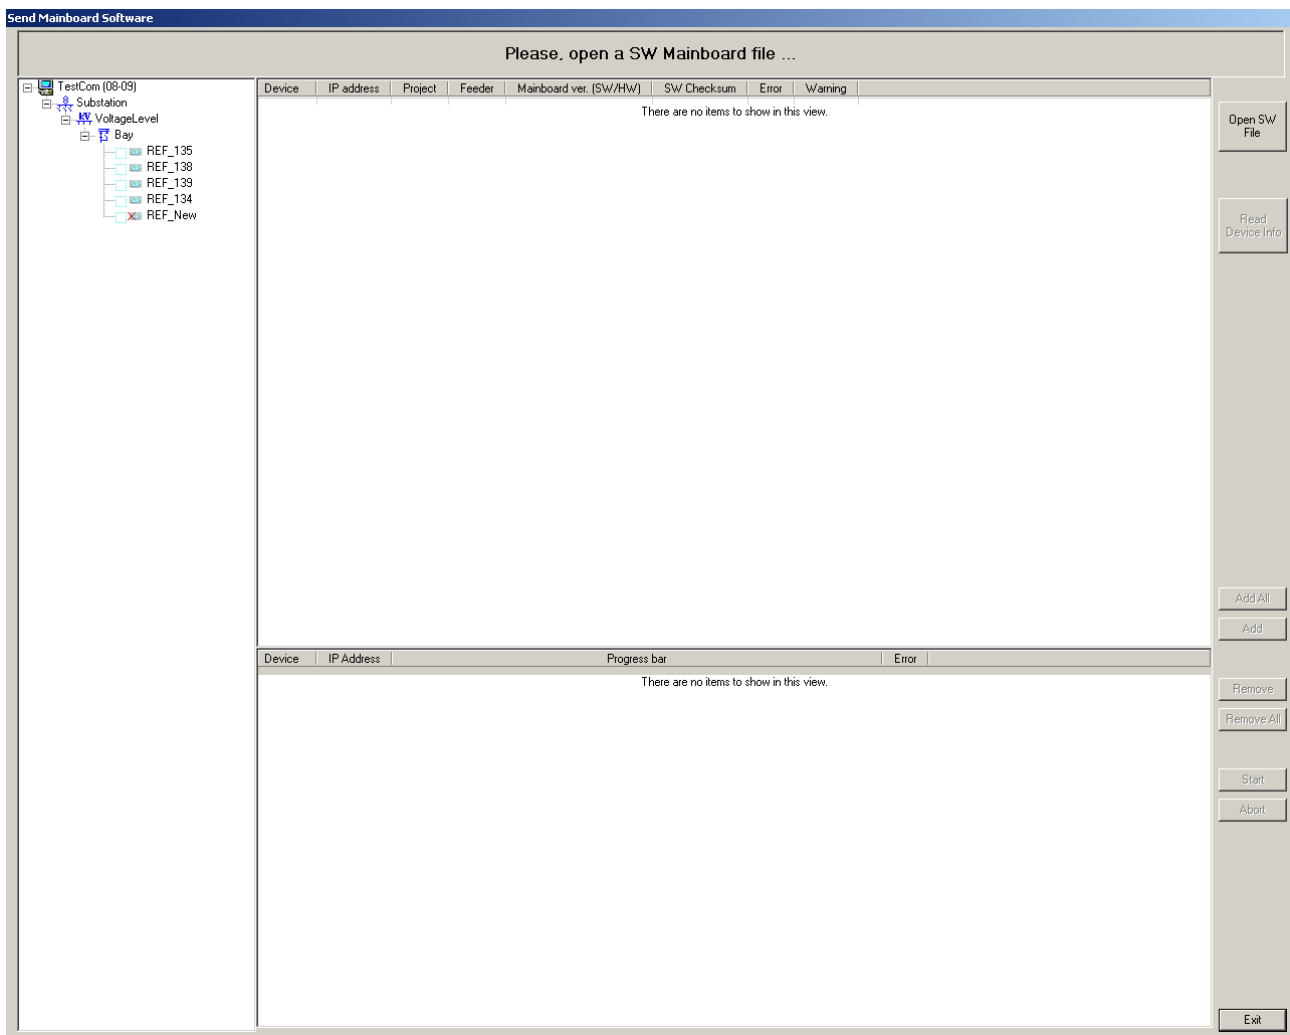 Send Mainboard Software
Please, open a SW Mainboard file ...
TestCom (08-09)
Substation
VoltageLevel
Bay
REF_135
REF_138
REF_139
REF_134
REF_New
Device IP address Project Feeder Mainboard ver. (SW/HW) SW Checksum Error Warning
There are no items to show in this view.
Open SW
File
Read
Device Info
Add All
Add
Device IP Address Progress bar Error
There are no items to show in this view.
Remove
Remove All
Start
Abort
Exit